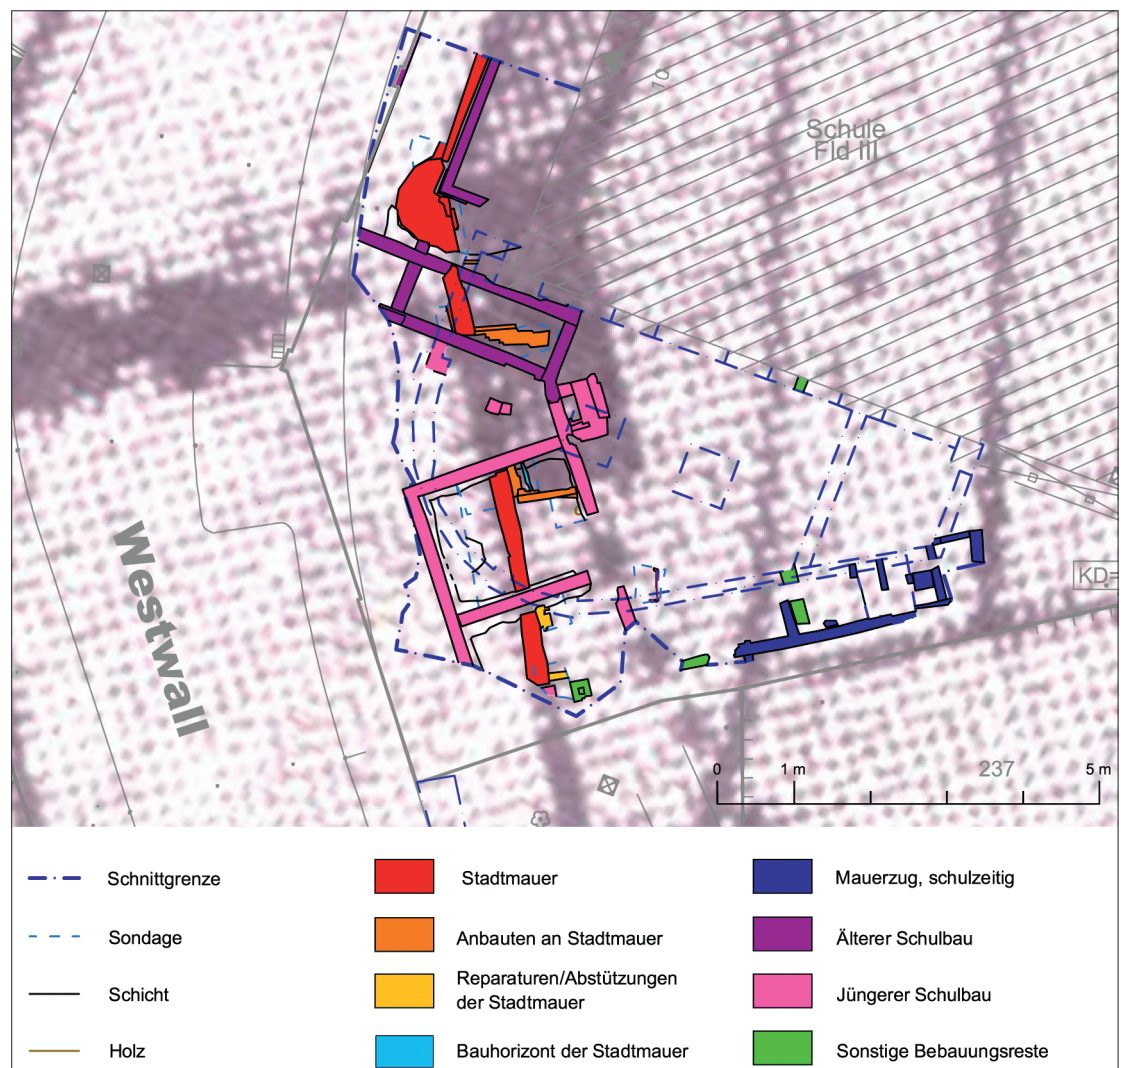 10
Schule
Fld III
Westwall
KD=
237
0
1 m
5 m
Schnittgrenze
Sondage
Schicht
Holz
Stadtmauer
Anbauten an Stadtmauer
Reparaturen/Abstützungen
der Stadtmauer
Bauhorizont der Stadtmauer
Mauerzug, schulzeitig
Älterer Schulbau
Jüngerer Schulbau
Sonstige Bebauungsreste